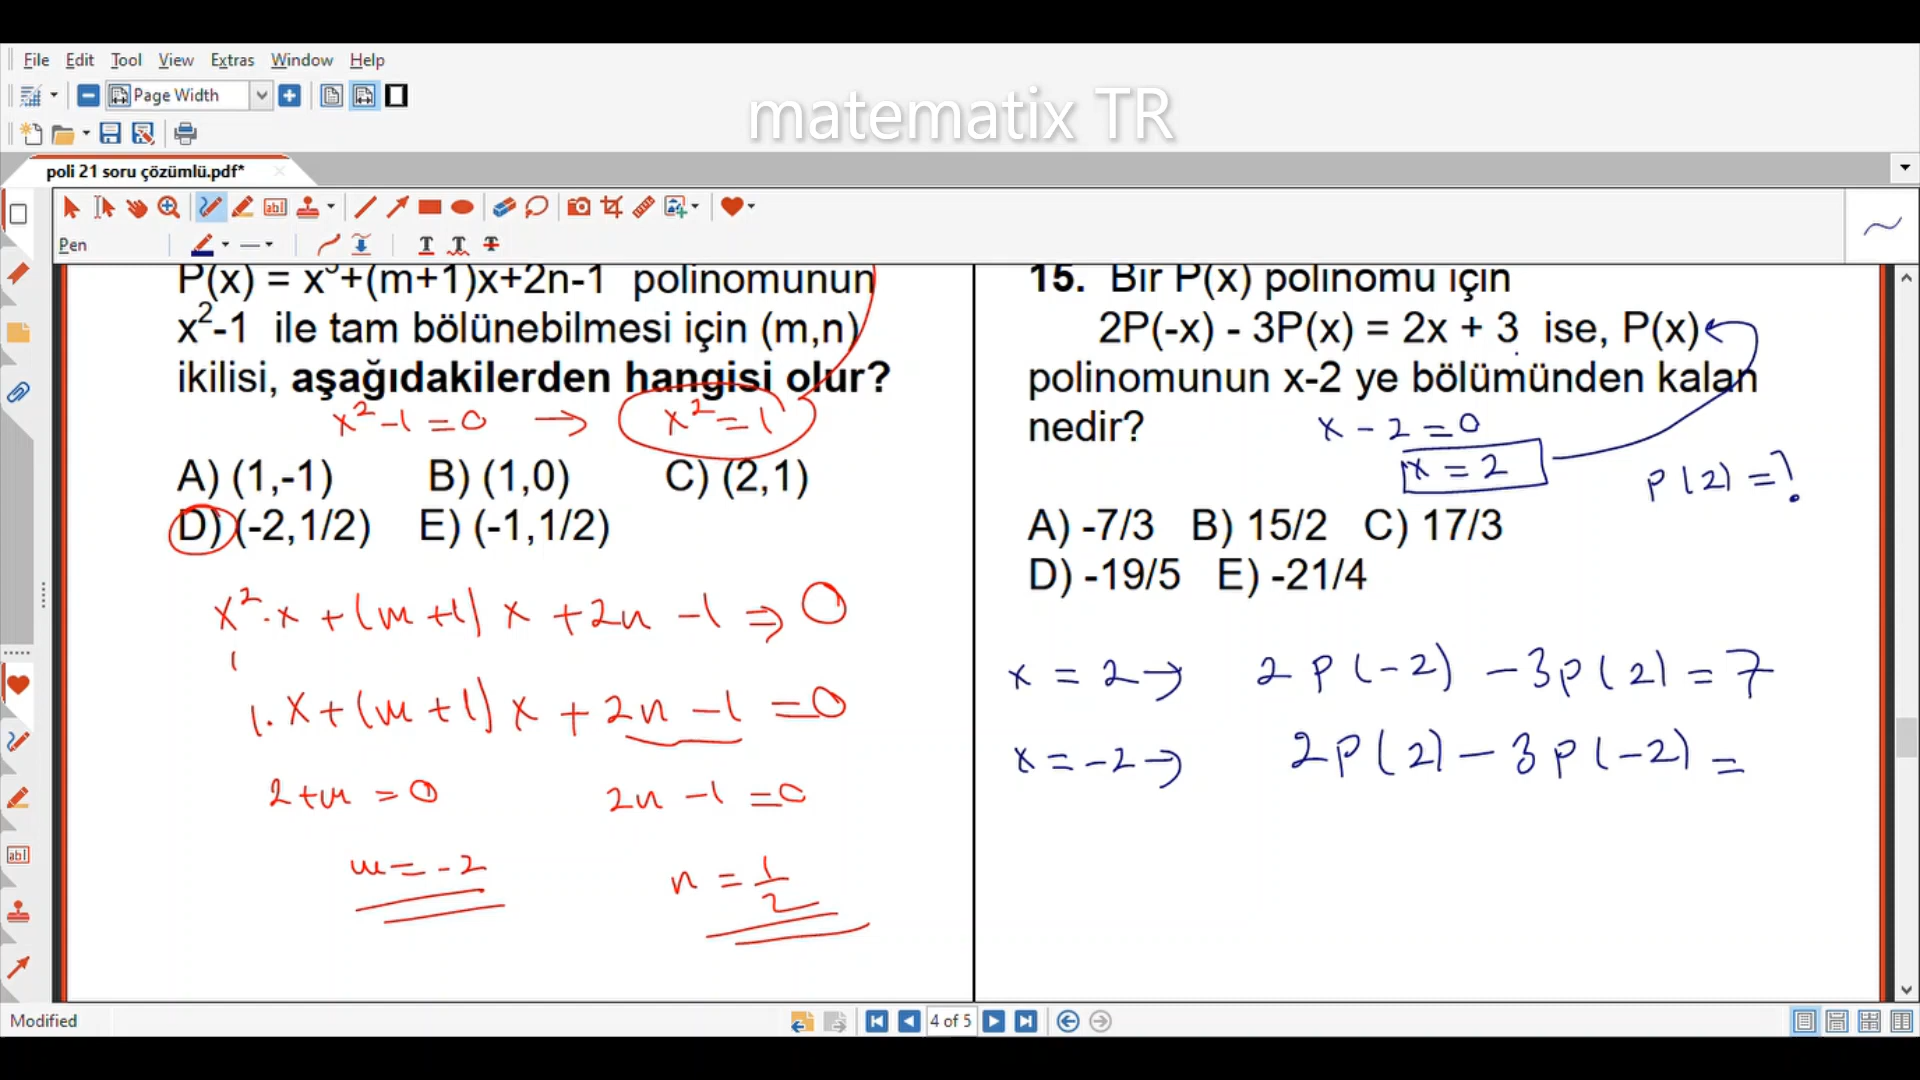 File Edit Tool View Extras Window Help
Page Width
matematix TR
poli 21 soru çözümlü.pdf*
Pen
P(x) = x³+(m+1)x+2n-1 polinomunun
x²-1 ile tam bölünebilmesi için (m,n)
ikilisi, aşağıdakilerden hangisi olur?
x²-1=0 → x²=1
A) (1,-1) B) (1,0) C) (2,1)
D) (-2,1/2) E) (-1,1/2)
x².x+(m+1)x+2n-1⇒0
1
1.x+(m+1)x+2n-1=0
2+m=0 2n-1=0
m=-2 n=1/2
15. Bir P(x) polinomu için
2P(-x) - 3P(x) = 2x + 3 ise, P(x)
polinomunun x-2 ye bölümünden kalan
nedir?
x-2=0
x=2
P(2)=?
A) -7/3 B) 15/2 C) 17/3
D) -19/5 E) -21/4
x=2→ 2P(-2)-3P(2)=7
x=-2→ 2P(2)-3P(-2)=
Modified
4 of 5